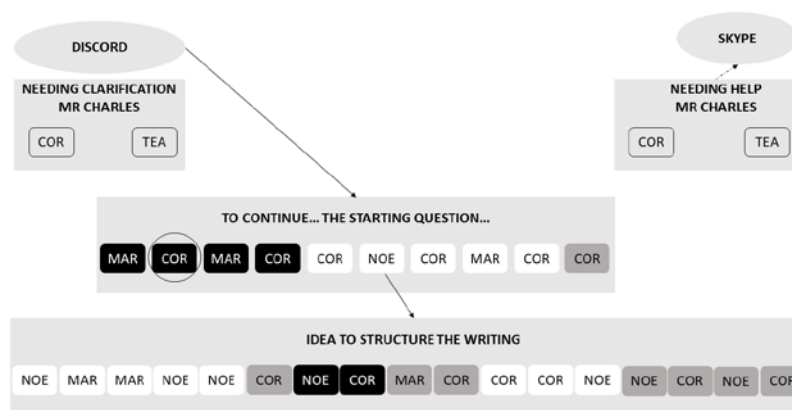 DISCORD
SKYPE
NEEDING CLARIFICATION
MR CHARLES
COR TEA
NEEDING HELP
MR CHARLES
COR TEA
TO CONTINUE... THE STARTING QUESTION...
MAR COR MAR COR COR NOE COR MAR COR COR
IDEA TO STRUCTURE THE WRITING
NOE MAR MAR NOE NOE COR NOE COR MAR COR COR COR NOE NOE COR NOE COR